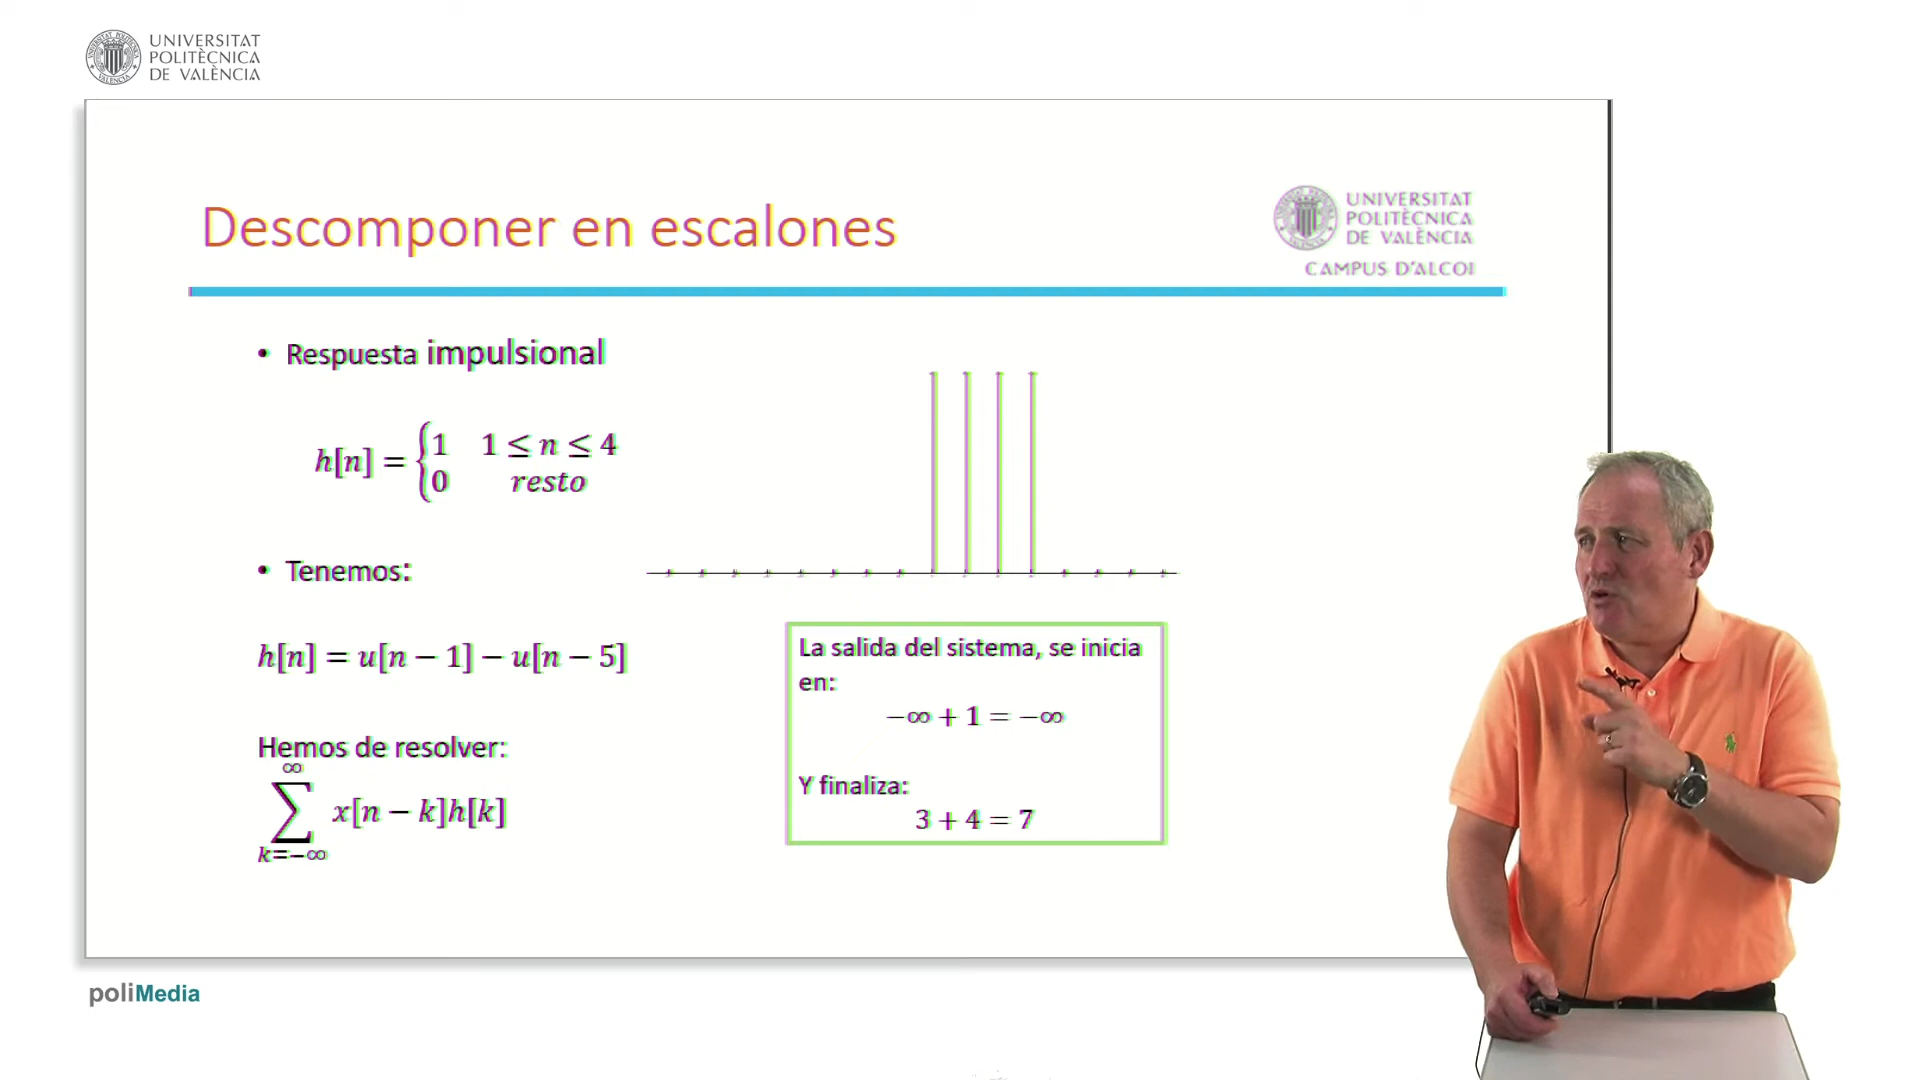 UNIVERSITAT
POLITÈCNICA
DE VALÈNCIA
Descomponer en escalones
UNIVERSITAT
POLITÈCNICA
DE VALÈNCIA
CAMPUS D'ALCOI
• Respuesta impulsional
h[n] = {1 1 ≤ n ≤ 4
0 resto
• Tenemos:
h[n] = u[n − 1] − u[n − 5]
Hemos de resolver:
∞
∑ x[n − k]h[k]
k=−∞
La salida del sistema, se inicia
en:
−∞ + 1 = −∞
Y finaliza:
3 + 4 = 7
poliMedia